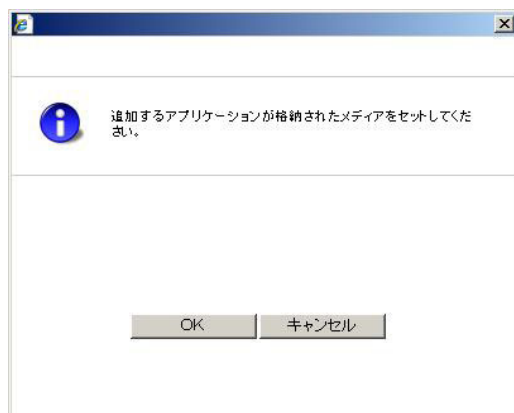 追加するアプリケーションが格納されたメディアをセットしてくだ
さい。
OK
キャンセル